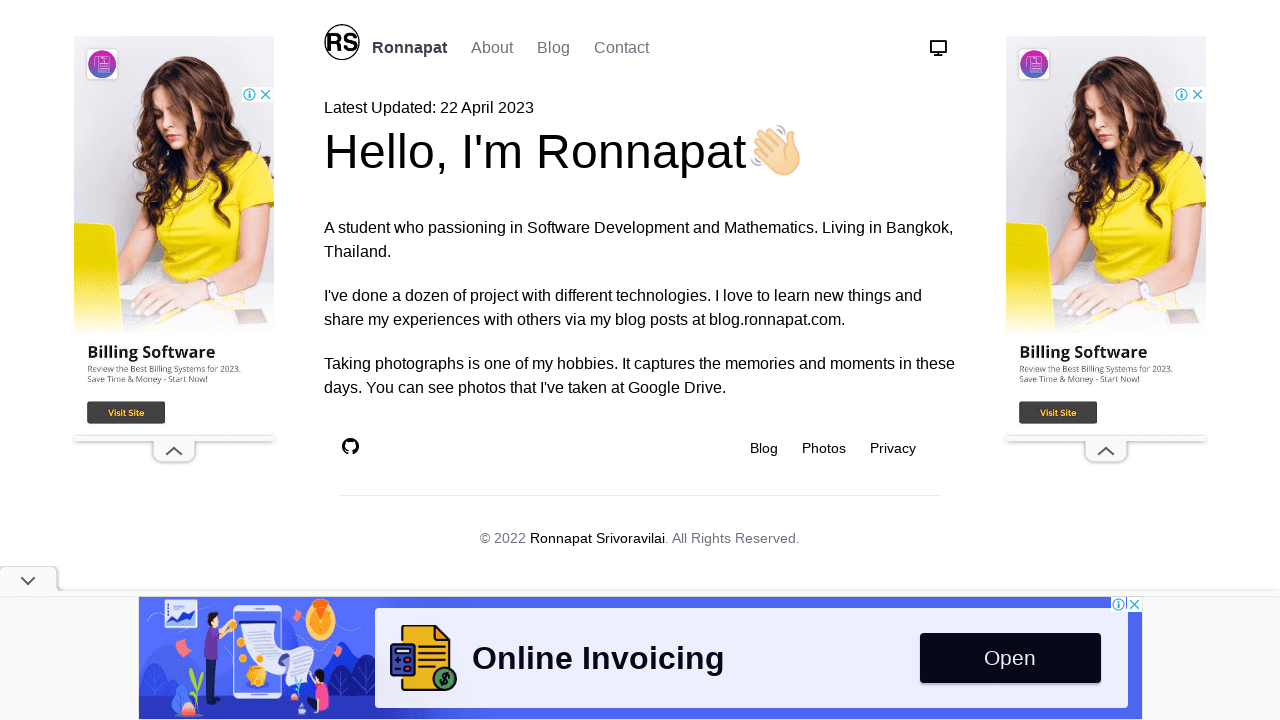 RS Ronnapat About Blog Contact
Latest Updated: 22 April 2023
Hello, I'm Ronnapat👋🏻
A student who passioning in Software Development and Mathematics. Living in Bangkok,
Thailand.
I've done a dozen of project with different technologies. I love to learn new things and
share my experiences with others via my blog posts at blog.ronnapat.com.
Taking photographs is one of my hobbies. It captures the memories and moments in these
days. You can see photos that I've taken at Google Drive.
Blog Photos Privacy
© 2022 Ronnapat Srivoravilai. All Rights Reserved.
Billing Software
Review the Best Billing Systems for 2023.
Save Time & Money - Start Now!
Visit Site
Billing Software
Review the Best Billing Systems for 2023.
Save Time & Money - Start Now!
Visit Site
Online Invoicing
Open